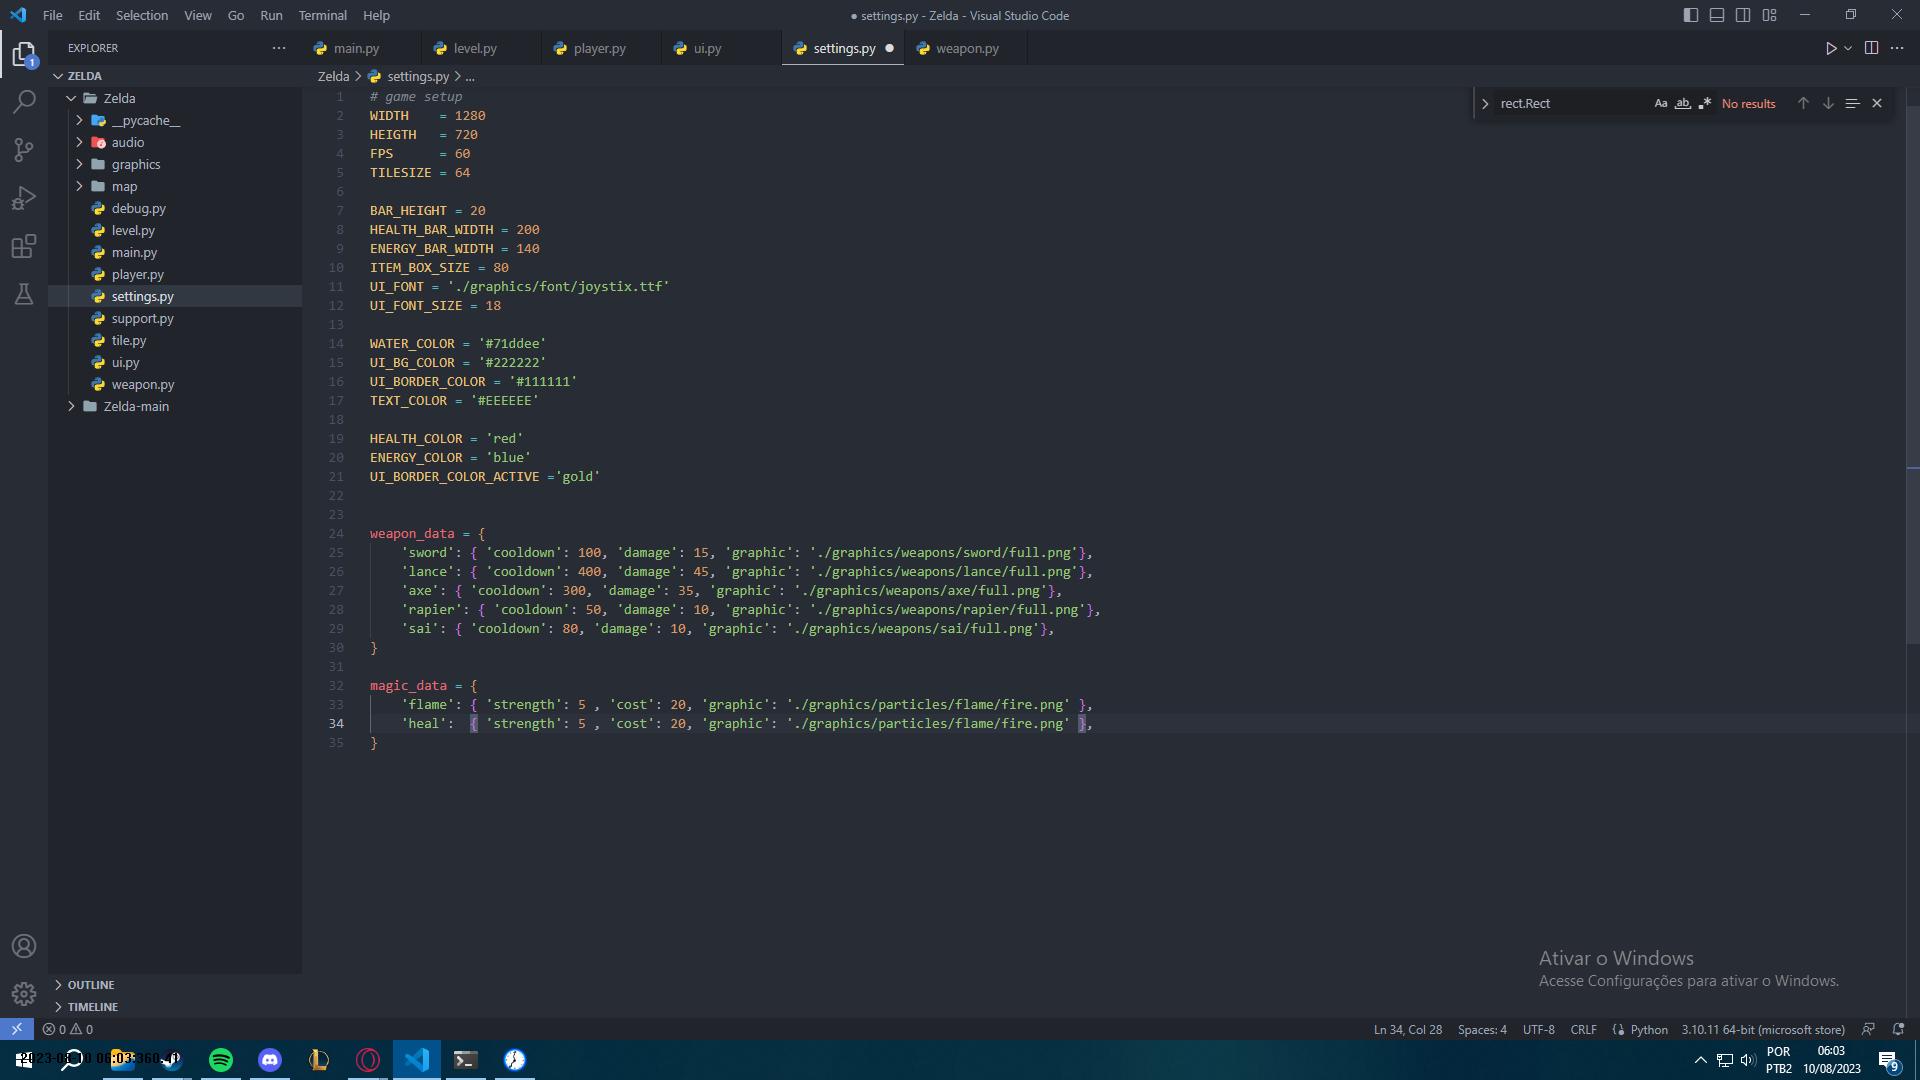 File Edit Selection View Go Run Terminal Help
● settings.py - Zelda - Visual Studio Code
EXPLORER
main.py level.py player.py ui.py settings.py ● weapon.py
ZELDA
Zelda > settings.py > ...
Zelda
__pycache__
audio
graphics
map
debug.py
level.py
main.py
player.py
settings.py
support.py
tile.py
ui.py
weapon.py
Zelda-main
OUTLINE
TIMELINE
rect.Rect Aa ab .* No results
1 # game setup
2 WIDTH    = 1280
3 HEIGTH   = 720
4 FPS      = 60
5 TILESIZE = 64
6
7 BAR_HEIGHT = 20
8 HEALTH_BAR_WIDTH = 200
9 ENERGY_BAR_WIDTH = 140
10 ITEM_BOX_SIZE = 80
11 UI_FONT = './graphics/font/joystix.ttf'
12 UI_FONT_SIZE = 18
13
14 WATER_COLOR = '#71ddee'
15 UI_BG_COLOR = '#222222'
16 UI_BORDER_COLOR = '#111111'
17 TEXT_COLOR = '#EEEEEE'
18
19 HEALTH_COLOR = 'red'
20 ENERGY_COLOR = 'blue'
21 UI_BORDER_COLOR_ACTIVE ='gold'
22
23
24 weapon_data = {
25     'sword': { 'cooldown': 100, 'damage': 15, 'graphic': './graphics/weapons/sword/full.png'},
26     'lance': { 'cooldown': 400, 'damage': 45, 'graphic': './graphics/weapons/lance/full.png'},
27     'axe': { 'cooldown': 300, 'damage': 35, 'graphic': './graphics/weapons/axe/full.png'},
28     'rapier': { 'cooldown': 50, 'damage': 10, 'graphic': './graphics/weapons/rapier/full.png'},
29     'sai': { 'cooldown': 80, 'damage': 10, 'graphic': './graphics/weapons/sai/full.png'},
30 }
31
32 magic_data = {
33     'flame': { 'strength': 5 , 'cost': 20, 'graphic': './graphics/particles/flame/fire.png' },
34     'heal':  { 'strength': 5 , 'cost': 20, 'graphic': './graphics/particles/flame/fire.png' },
35 }
Ativar o Windows
Acesse Configurações para ativar o Windows.
0 0
Ln 34, Col 28 Spaces: 4 UTF-8 CRLF Python 3.10.11 64-bit (microsoft store)
POR
PTB2
06:03
10/08/2023
9
1